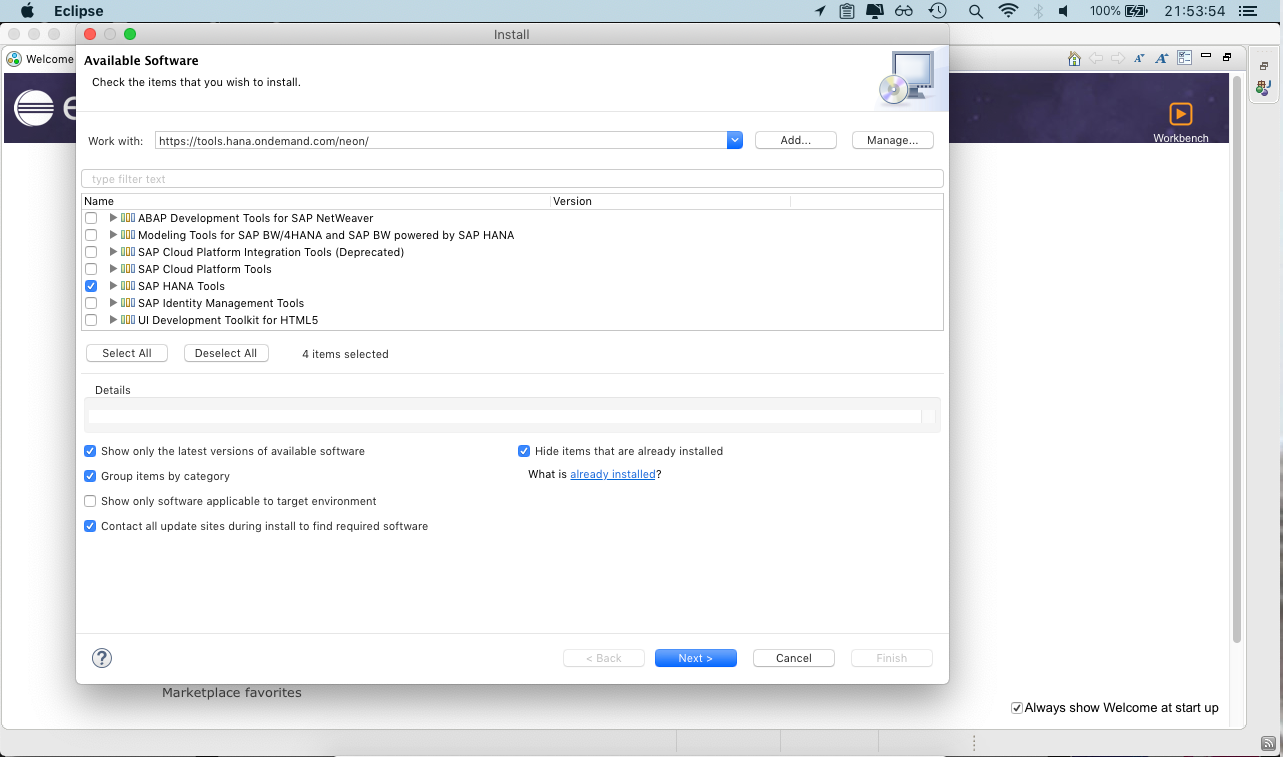 Eclipse
100%
21:53:54
Install
Welcome
Available Software
Check the items that you wish to install.
e
Workbench
Work with:
https://tools.hana.ondemand.com/neon/
Add...
Manage...
type filter text
Name
Version
ABAP Development Tools for SAP NetWeaver
Modeling Tools for SAP BW/4HANA and SAP BW powered by SAP HANA
SAP Cloud Platform Integration Tools (Deprecated)
SAP Cloud Platform Tools
SAP HANA Tools
SAP Identity Management Tools
UI Development Toolkit for HTML5
Select All
Deselect All
4 items selected
Details
Show only the latest versions of available software
Hide items that are already installed
Group items by category
What is already installed?
Show only software applicable to target environment
Contact all update sites during install to find required software
?
< Back
Next >
Cancel
Finish
Marketplace favorites
Always show Welcome at start up